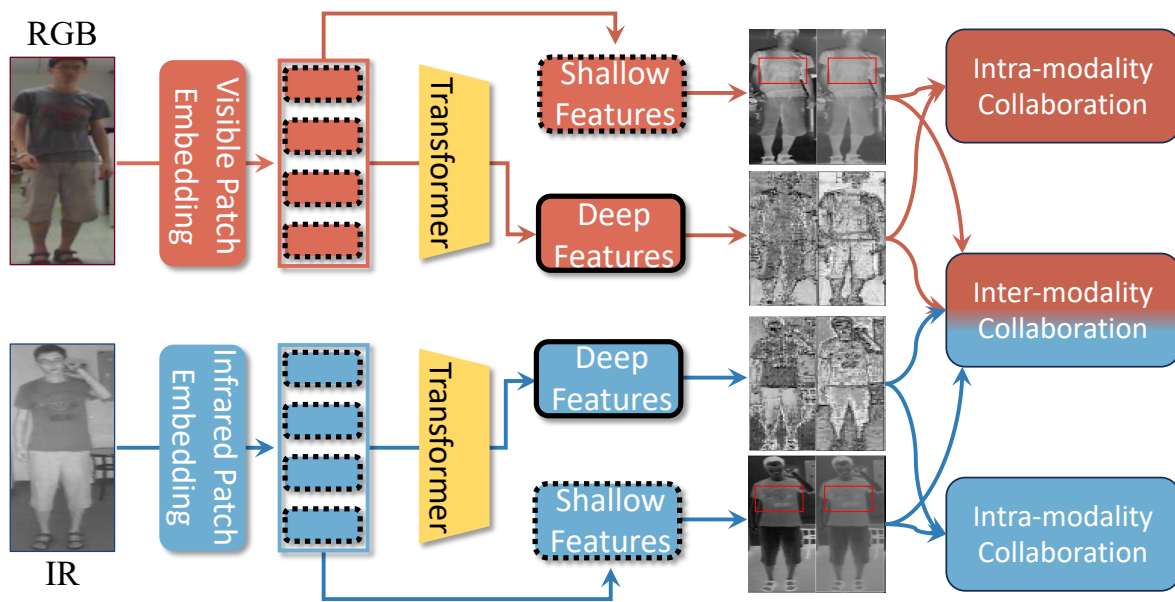 RGB
Visible Patch
Embedding
Transformer
Shallow
Features
Deep
Features
Intra-modality
Collaboration
Inter-modality
Collaboration
IR
Infrared Patch
Embedding
Transformer
Deep
Features
Shallow
Features
Intra-modality
Collaboration